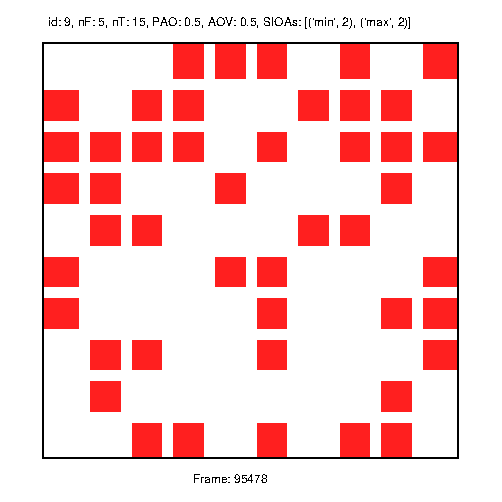 id: 9, nF: 5, nT: 15, PAO: 0.5, AOV: 0.5, SIOAs: [('min', 2), ('max', 2)]
Frame: 95478